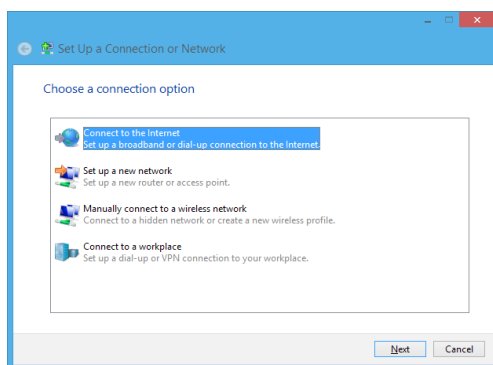 Set Up a Connection or Network
Choose a connection option
Connect to the Internet
Set up a broadband or dial-up connection to the Internet.
Set up a new network
Set up a new router or access point.
Manually connect to a wireless network
Connect to a hidden network or create a new wireless profile.
Connect to a workplace
Set up a dial-up or VPN connection to your workplace.
Next Cancel